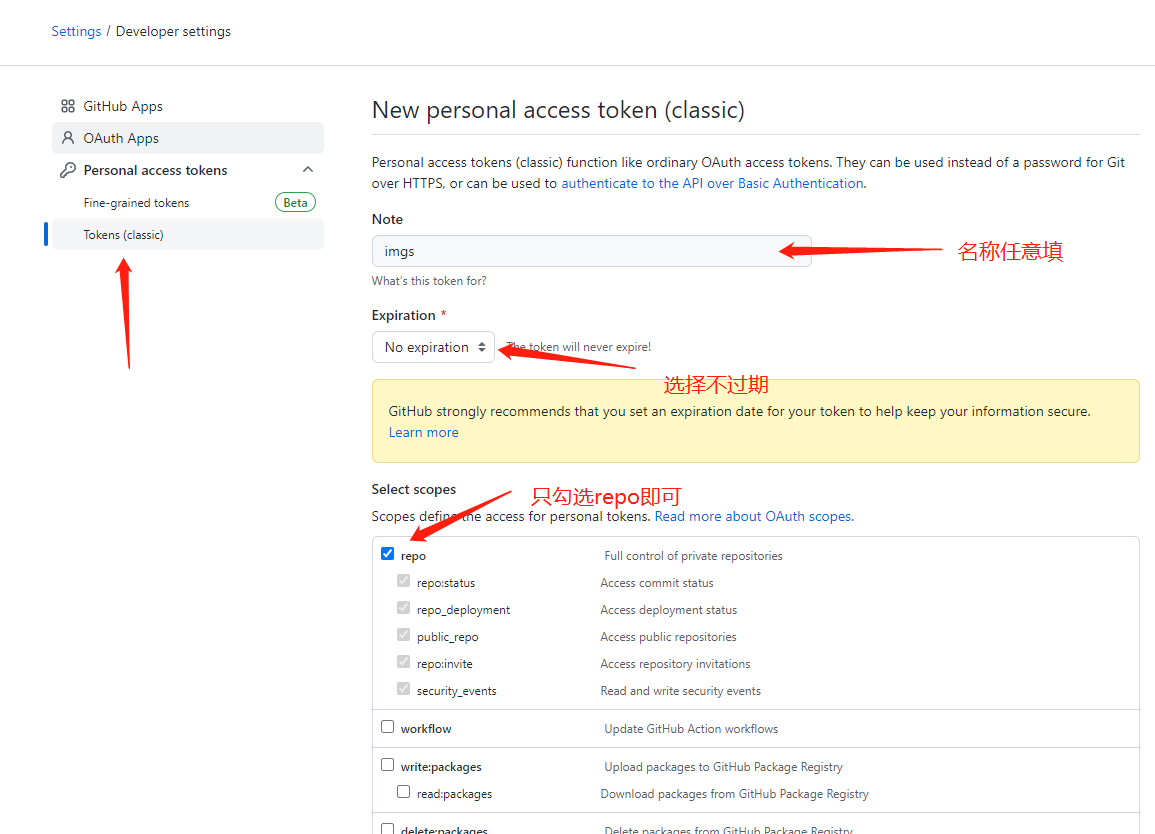 Settings / Developer settings
GitHub Apps
OAuth Apps
Personal access tokens
Fine-grained tokens Beta
Tokens (classic)
New personal access token (classic)
Personal access tokens (classic) function like ordinary OAuth access tokens. They can be used instead of a password for Git
over HTTPS, or can be used to authenticate to the API over Basic Authentication.
Note
imgs
名称任意填
What's this token for?
Expiration *
No expiration
The token will never expire!
选择不过期
GitHub strongly recommends that you set an expiration date for your token to help keep your information secure.
Learn more
Select scopes
只勾选repo即可
Scopes define the access for personal tokens. Read more about OAuth scopes.
repo Full control of private repositories
repo:status Access commit status
repo_deployment Access deployment status
public_repo Access public repositories
repo:invite Access repository invitations
security_events Read and write security events
workflow Update GitHub Action workflows
write:packages Upload packages to GitHub Package Registry
read:packages Download packages from GitHub Package Registry
delete:packages Delete packages from GitHub Package Registry